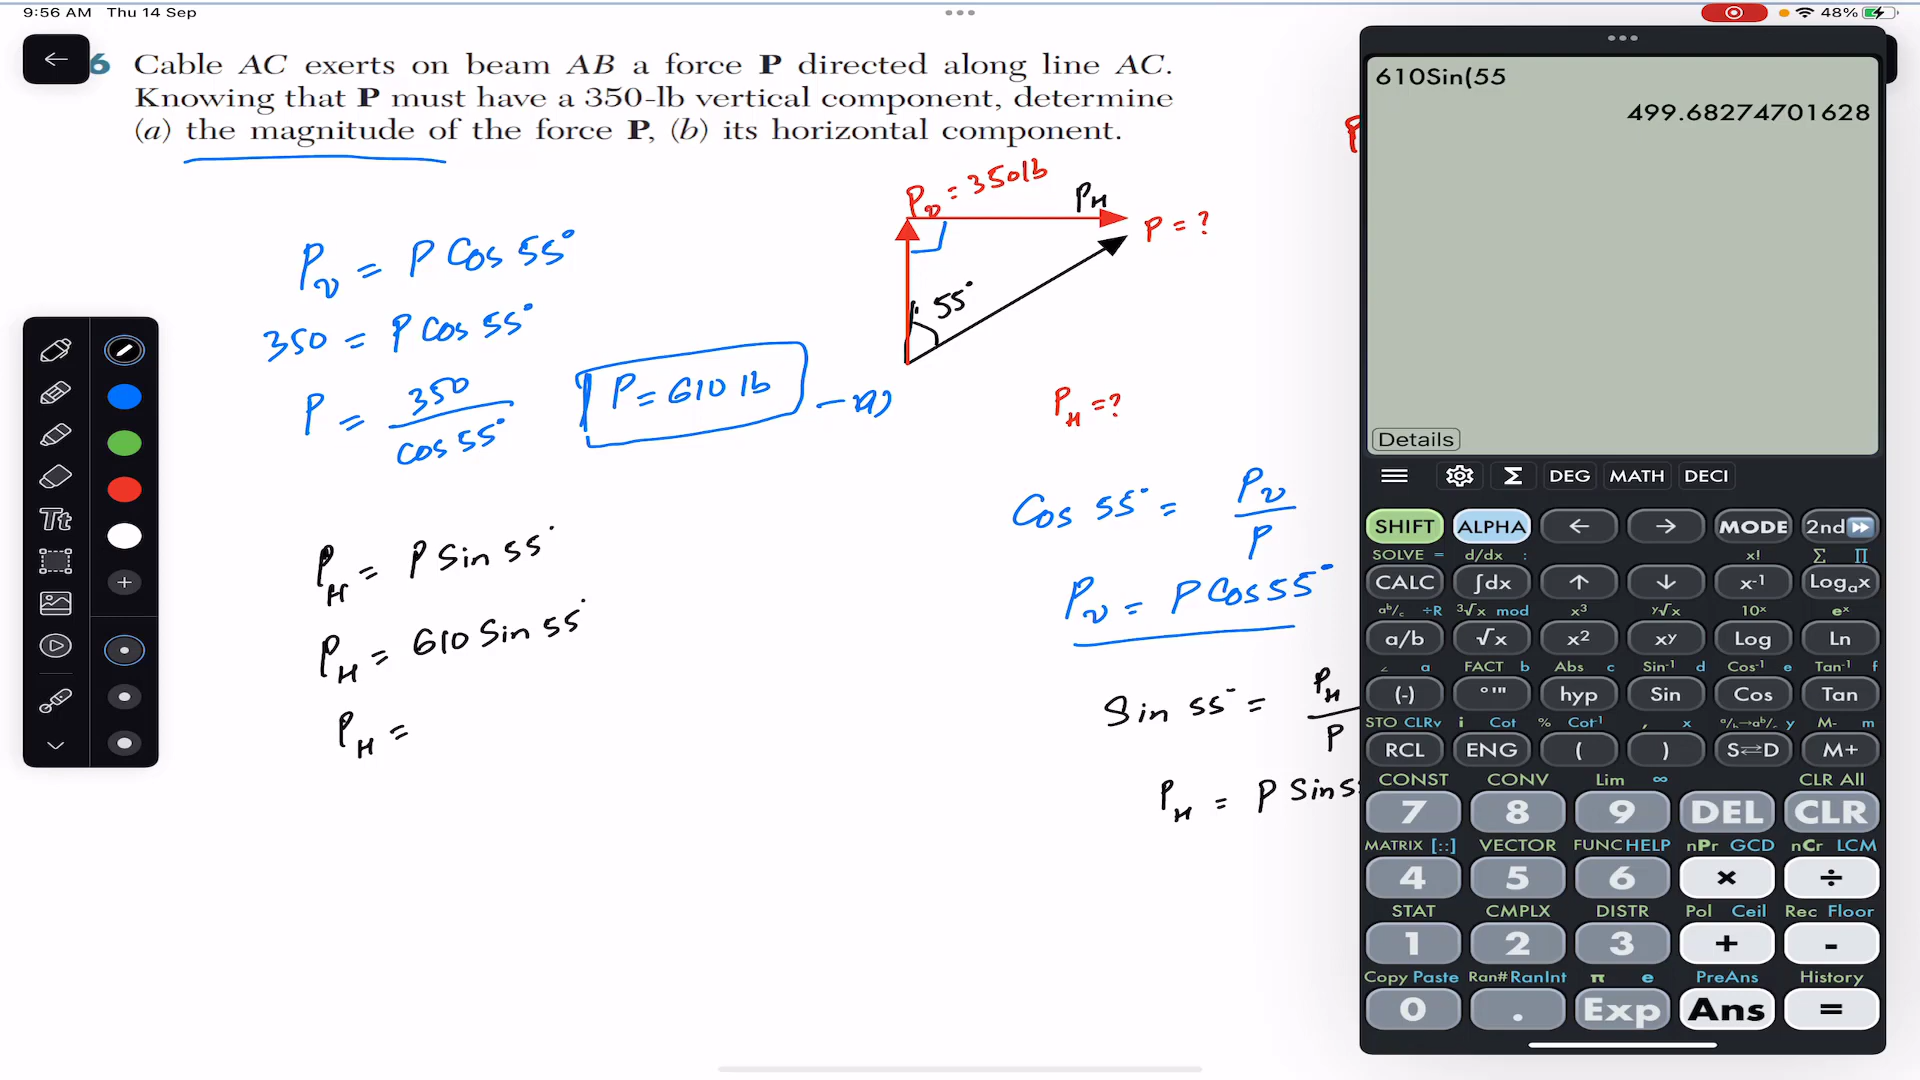 9:56 AM Thu 14 Sep
48%
6 Cable AC exerts on beam AB a force P directed along line AC.
Knowing that P must have a 350-lb vertical component, determine
(a) the magnitude of the force P, (b) its horizontal component.
Pv = 350lb
PH
P = ?
55°
PH = ?
Pv = P Cos 55°
350 = P Cos 55°
P = 350 / cos 55°
P = 610 lb
PH = P Sin 55°
PH = 610 Sin 55°
PH =
Cos 55° = Pv / P
Pv = P Cos 55°
Sin 55° = PH / P
PH = P Sin 5
Tt
610Sin(55
499.68274701628
Details
Σ DEG MATH DECI
SHIFT ALPHA ← → MODE 2nd
SOLVE = d/dx : x! Σ ∏
CALC ∫dx ↑ ↓ x⁻¹ Logₐx
ab/c ÷R ³√x mod x³ ʸ√x 10ˣ eˣ
a/b √x x² xʸ Log Ln
∠ a FACT b Abs c Sin⁻¹ d Cos⁻¹ e Tan⁻¹ f
(-) °'" hyp Sin Cos Tan
STO CLRv i Cot % Cot⁻¹ , x y M- m
RCL ENG ( ) S⇄D M+
CONST CONV Lim ∞ CLR All
7 8 9 DEL CLR
MATRIX [::] VECTOR FUNC HELP nPr GCD nCr LCM
4 5 6 × ÷
STAT CMPLX DISTR Pol Ceil Rec Floor
1 2 3 + -
Copy Paste Ran# RanInt π e PreAns History
0 . Exp Ans =